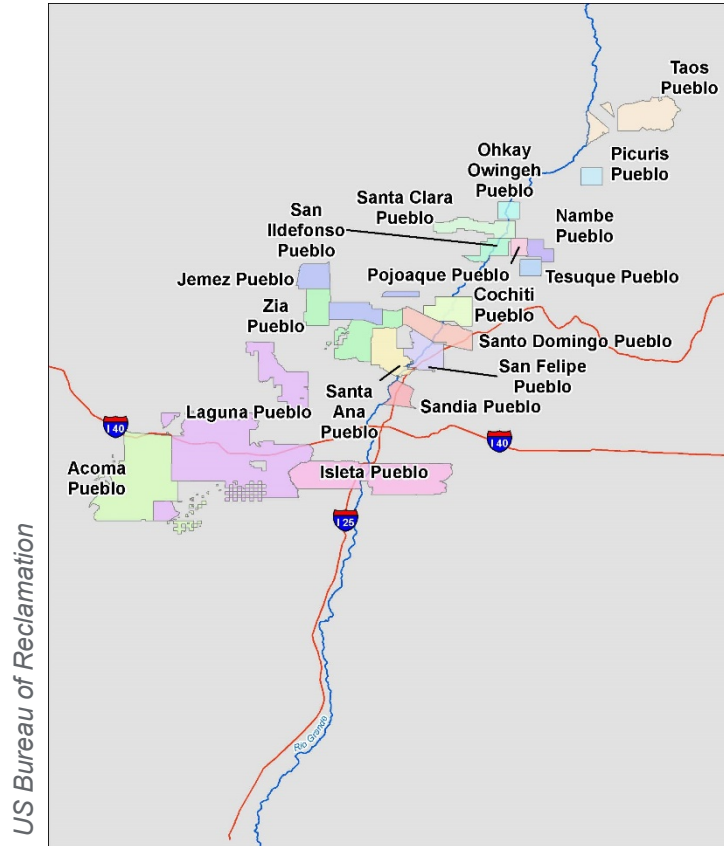 Taos
Pueblo
Picuris
Pueblo
Ohkay
Owingeh
Pueblo
Santa Clara
Pueblo
San
Ildefonso
Pueblo
Nambe
Pueblo
Pojoaque Pueblo
Tesuque Pueblo
Jemez Pueblo
Zia
Pueblo
Cochiti
Pueblo
Santo Domingo Pueblo
San Felipe
Pueblo
Santa
Ana
Pueblo
Sandia Pueblo
Laguna Pueblo
I 40
I 40
Acoma
Pueblo
Isleta Pueblo
I 25
Rio Grande
US Bureau of Reclamation